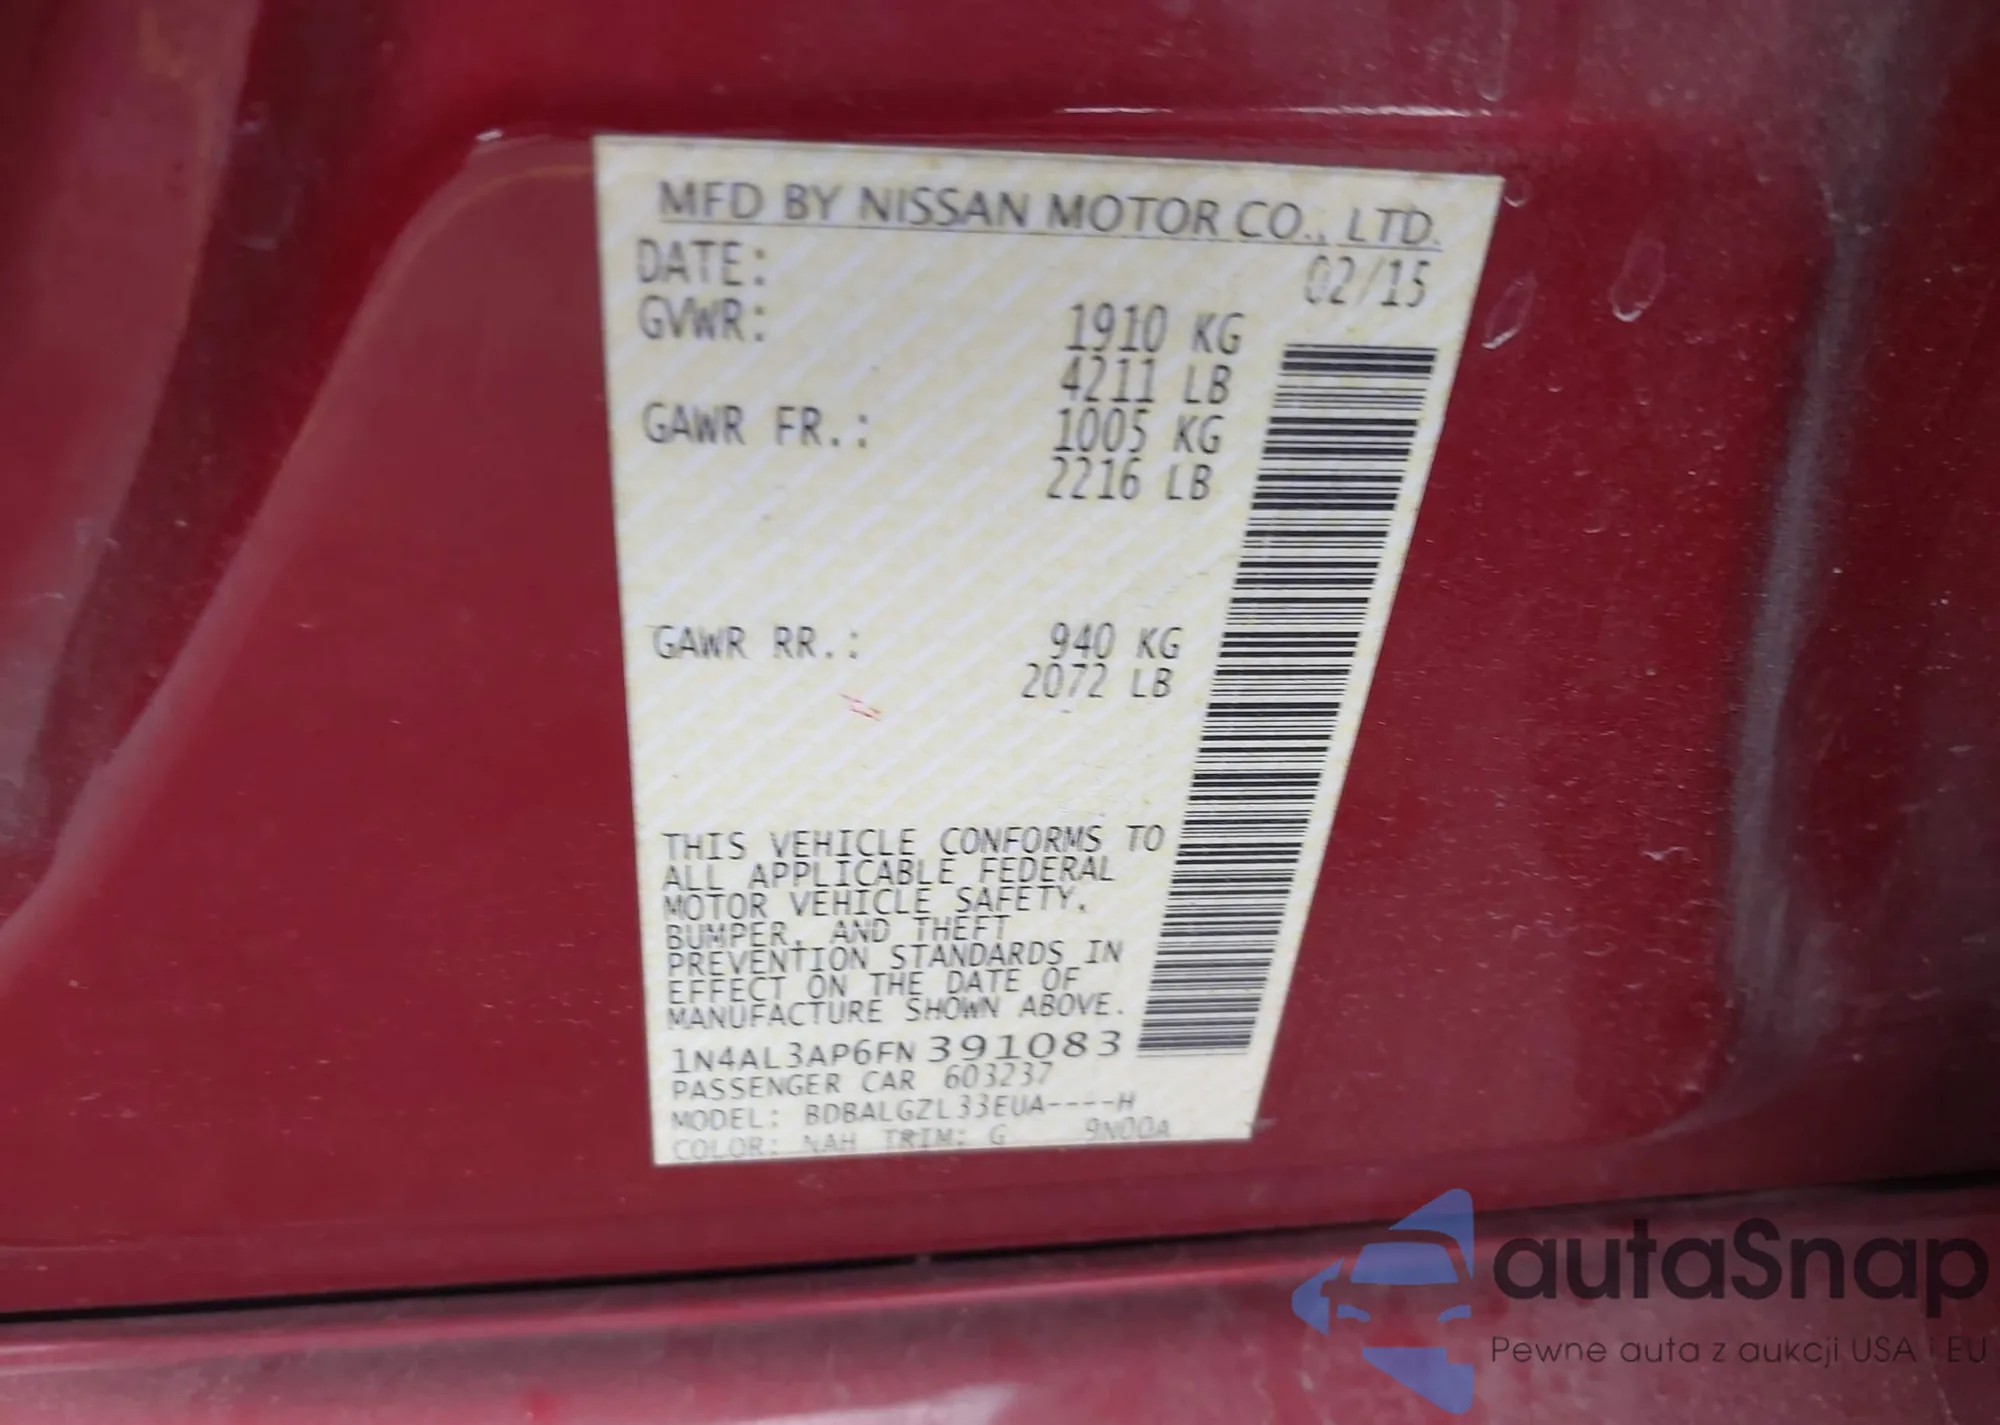 MFD BY NISSAN MOTOR CO., LTD.
DATE: 02/15
GVWR: 1910 KG
4211 LB
GAWR FR.: 1005 KG
2216 LB
GAWR RR.: 940 KG
2072 LB
THIS VEHICLE CONFORMS TO
ALL APPLICABLE FEDERAL
MOTOR VEHICLE SAFETY,
BUMPER, AND THEFT
PREVENTION STANDARDS IN
EFFECT ON THE DATE OF
MANUFACTURE SHOWN ABOVE.
1N4AL3AP6FN391083
PASSENGER CAR 603237
MODEL: BDBALGZL33EUA----H
COLOR: NAH TRIM: G 9N00A
autaSnap
Pewne auta z aukcji USA i EU